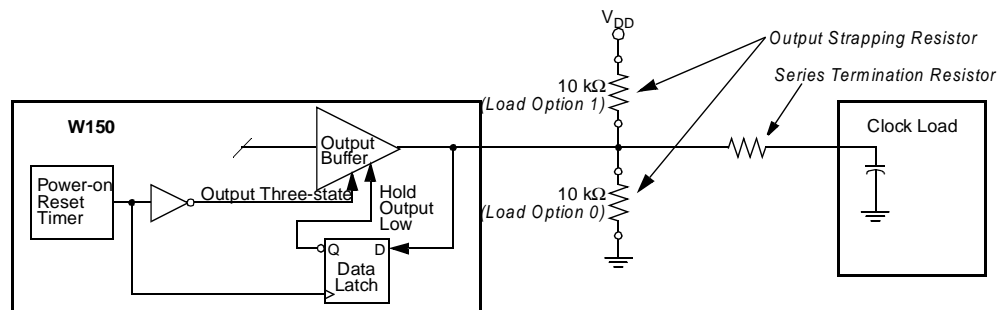 V_DD
Output Strapping Resistor
Series Termination Resistor
10 kΩ
(Load Option 1)
W150
Clock Load
Output
Buffer
Power-on
Reset
Timer
Output Three-state
Hold
Output
Low
10 kΩ
(Load Option 0)
Q
D
Data
Latch